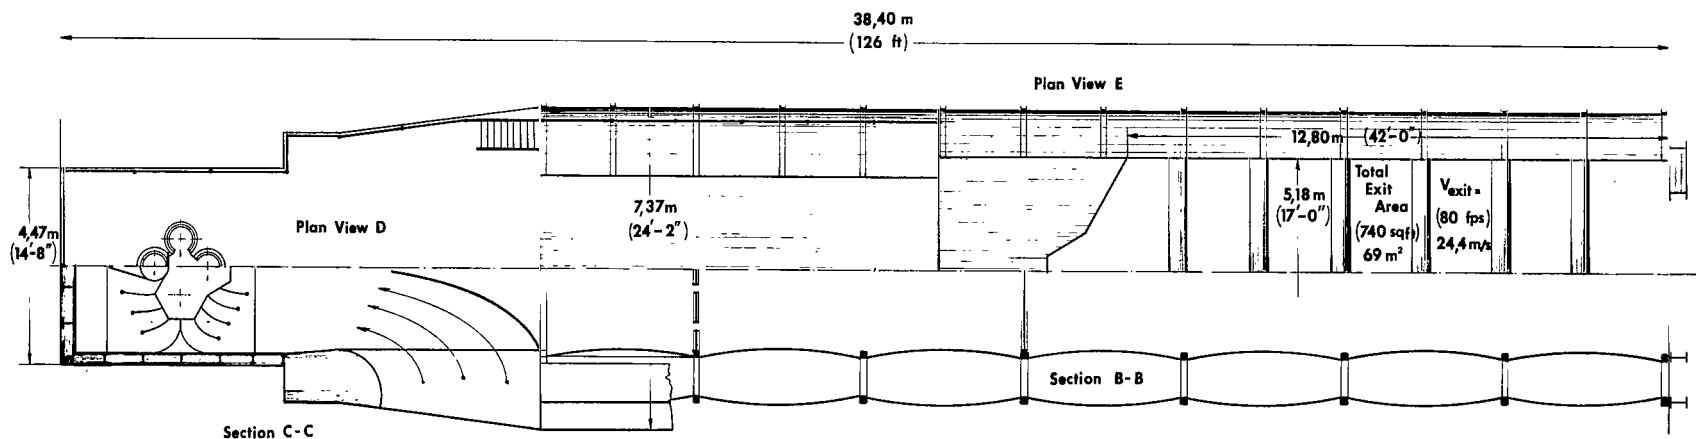 38,40 m
(126 ft)
Plan View E
12,80 m (42'-0")
4,47m
(14'-8")
Plan View D
7,37m
(24'-2")
5,18 m
(17'-0")
Total
Exit
Area
(740 sqft)
69 m²
Vexit =
(80 fps)
24,4 m/s
Section B-B
Section C-C